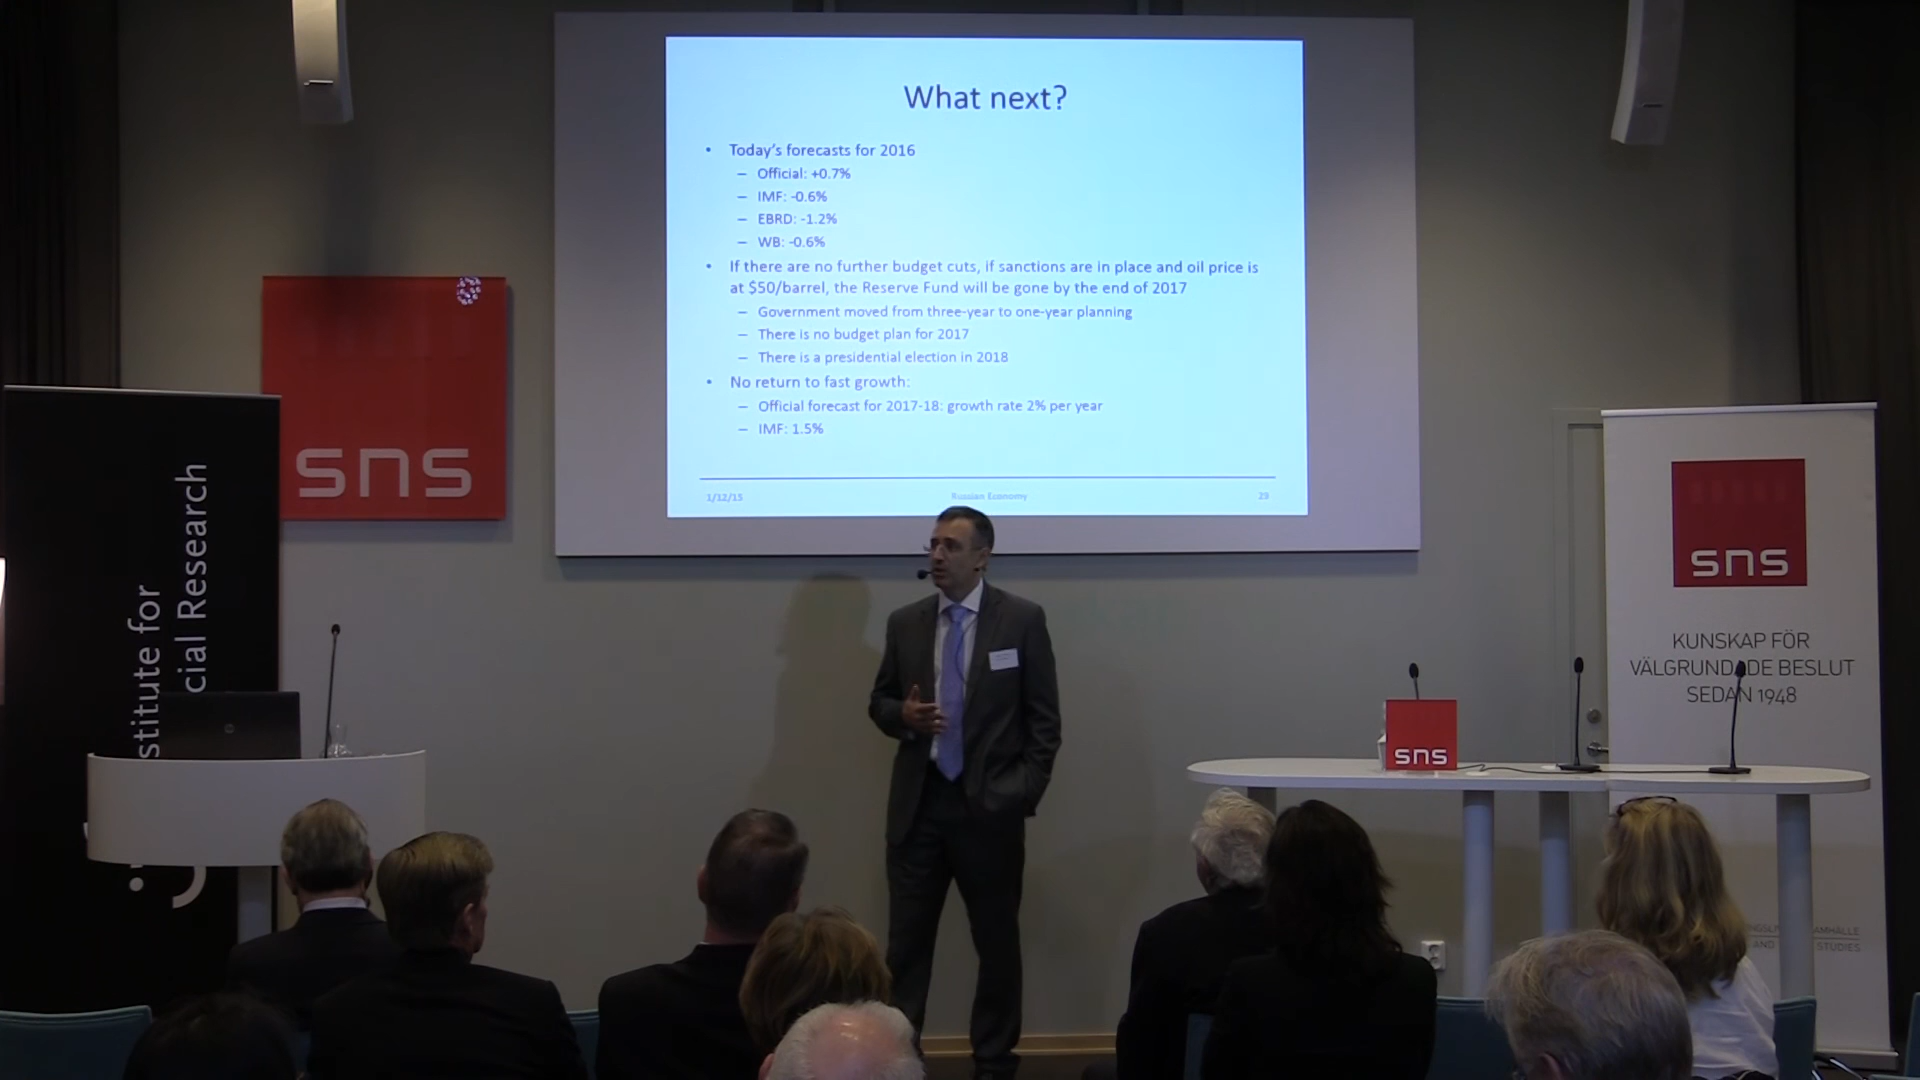 What next?
• Today's forecasts for 2016
– Official: +0.7%
– IMF: -0.6%
– EBRD: -1.2%
– WB: -0.6%
• If there are no further budget cuts, if sanctions are in place and oil price is
at $50/barrel, the Reserve Fund will be gone by the end of 2017
– Government moved from three-year to one-year planning
– There is no budget plan for 2017
– There is a presidential election in 2018
• No return to fast growth:
– Official forecast for 2017-18: growth rate 2% per year
– IMF: 1.5%
1/12/15 Russian Economy 29
sns
stitute for
cial Research
sns
KUNSKAP FÖR
VÄLGRUNDADE BESLUT
SEDAN 1948
sns
AND STUDIES